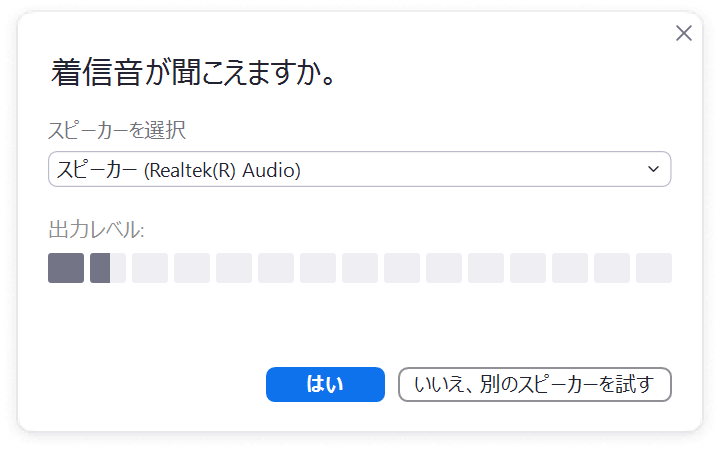 着信音が聞こえますか。
スピーカーを選択
スピーカー (Realtek(R) Audio)
出力レベル:
はい
いいえ、別のスピーカーを試す